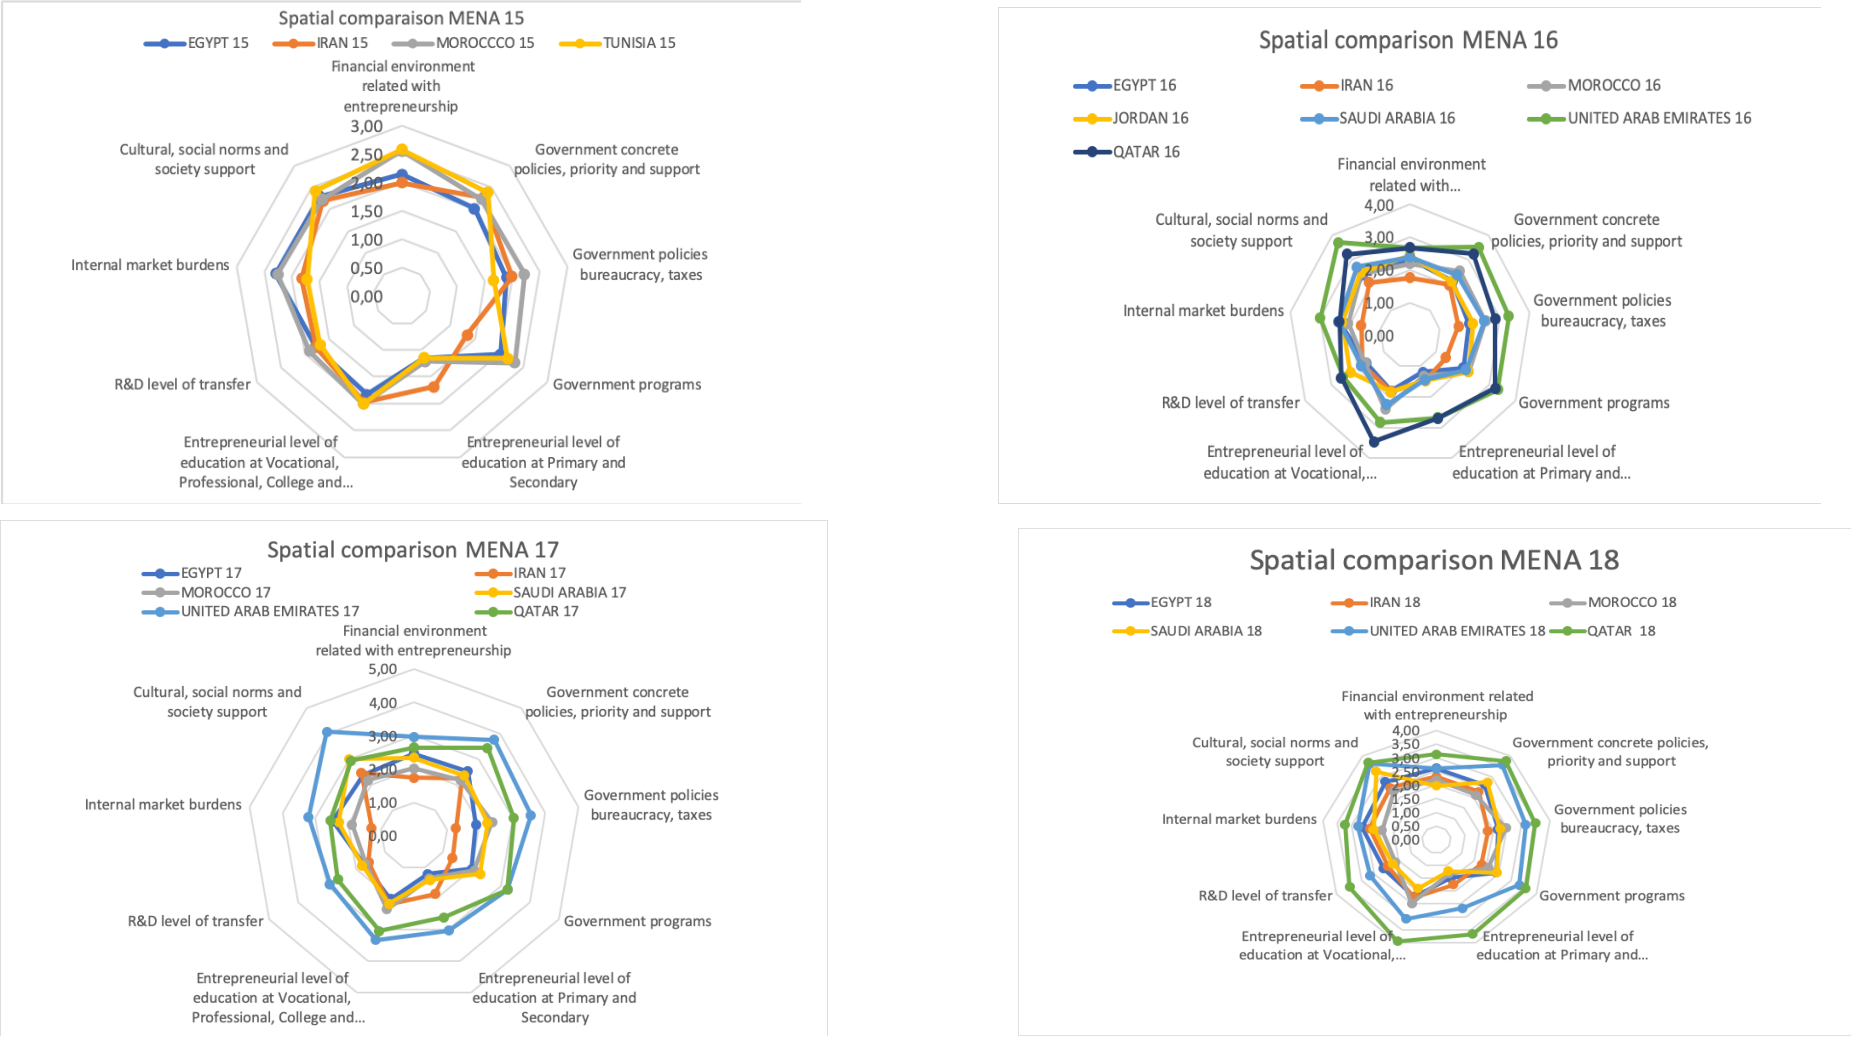 Spatial comparaison MENA 15
EGYPT 15 IRAN 15 MOROCCCO 15 TUNISIA 15
Financial environment
related with
entrepreneurship
Government concrete
policies, priority and support
Government policies
bureaucracy, taxes
Government programs
Entrepreneurial level of
education at Primary and
Secondary
Entrepreneurial level of
education at Vocational,
Professional, College and...
R&D level of transfer
Internal market burdens
Cultural, social norms and
society support
3,00
2,50
2,00
1,50
1,00
0,50
0,00
Spatial comparison MENA 16
EGYPT 16 IRAN 16 MOROCCO 16
JORDAN 16 SAUDI ARABIA 16 UNITED ARAB EMIRATES 16
QATAR 16
Financial environment
related with...
Government concrete
policies, priority and support
Government policies
bureaucracy, taxes
Government programs
Entrepreneurial level of
education at Primary and...
Entrepreneurial level of
education at Vocational,...
R&D level of transfer
Internal market burdens
Cultural, social norms and
society support
4,00
3,00
2,00
1,00
0,00
Spatial comparison MENA 17
EGYPT 17 IRAN 17
MOROCCO 17 SAUDI ARABIA 17
UNITED ARAB EMIRATES 17 QATAR 17
Financial environment
related with entrepreneurship
Government concrete
policies, priority and support
Government policies
bureaucracy, taxes
Government programs
Entrepreneurial level of
education at Primary and
Secondary
Entrepreneurial level of
education at Vocational,
Professional, College and...
R&D level of transfer
Internal market burdens
Cultural, social norms and
society support
5,00
4,00
3,00
2,00
1,00
0,00
Spatial comparison MENA 18
EGYPT 18 IRAN 18 MOROCCO 18
SAUDI ARABIA 18 UNITED ARAB EMIRATES 18 QATAR 18
Financial environment related
with entrepreneurship
Government concrete policies,
priority and support
Government policies
bureaucracy, taxes
Government programs
Entrepreneurial level of
education at Primary and...
Entrepreneurial level of
education at Vocational,...
R&D level of transfer
Internal market burdens
Cultural, social norms and
society support
4,00
3,50
3,00
2,50
2,00
1,50
1,00
0,50
0,00